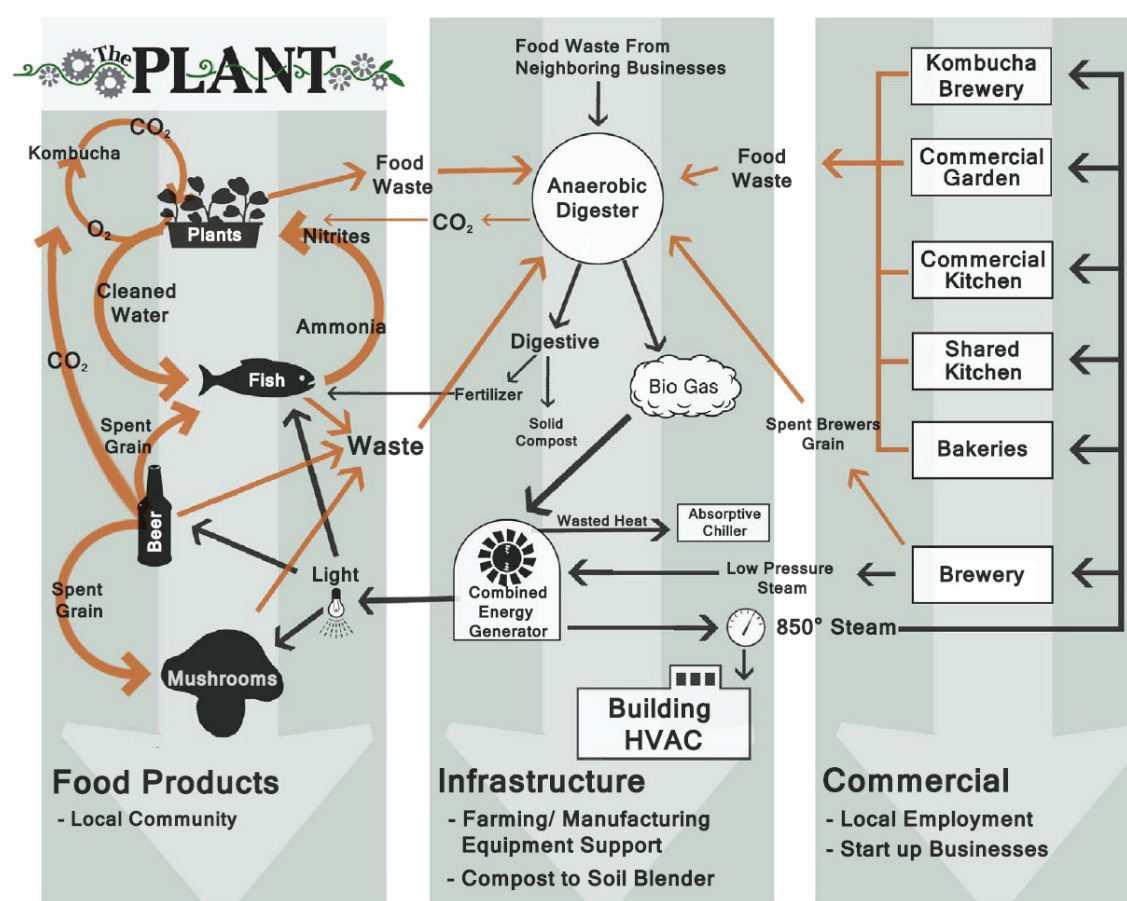 The PLANT
CO₂
Kombucha
O₂
Plants
Nitrites
Cleaned
Water
Ammonia
CO₂
Fish
Spent
Grain
Waste
Beer
Light
Spent
Grain
Mushrooms
Food Products
- Local Community
Food Waste From
Neighboring Businesses
Food
Waste
Anaerobic
Digester
Food
Waste
CO₂
Digestive
Fertilizer
Solid
Compost
Bio Gas
Spent Brewers
Grain
Wasted Heat
Absorptive
Chiller
Combined
Energy
Generator
Low Pressure
Steam
850° Steam
Building
HVAC
Infrastructure
- Farming/ Manufacturing
Equipment Support
- Compost to Soil Blender
Kombucha
Brewery
Commercial
Garden
Commercial
Kitchen
Shared
Kitchen
Bakeries
Brewery
Commercial
- Local Employment
- Start up Businesses